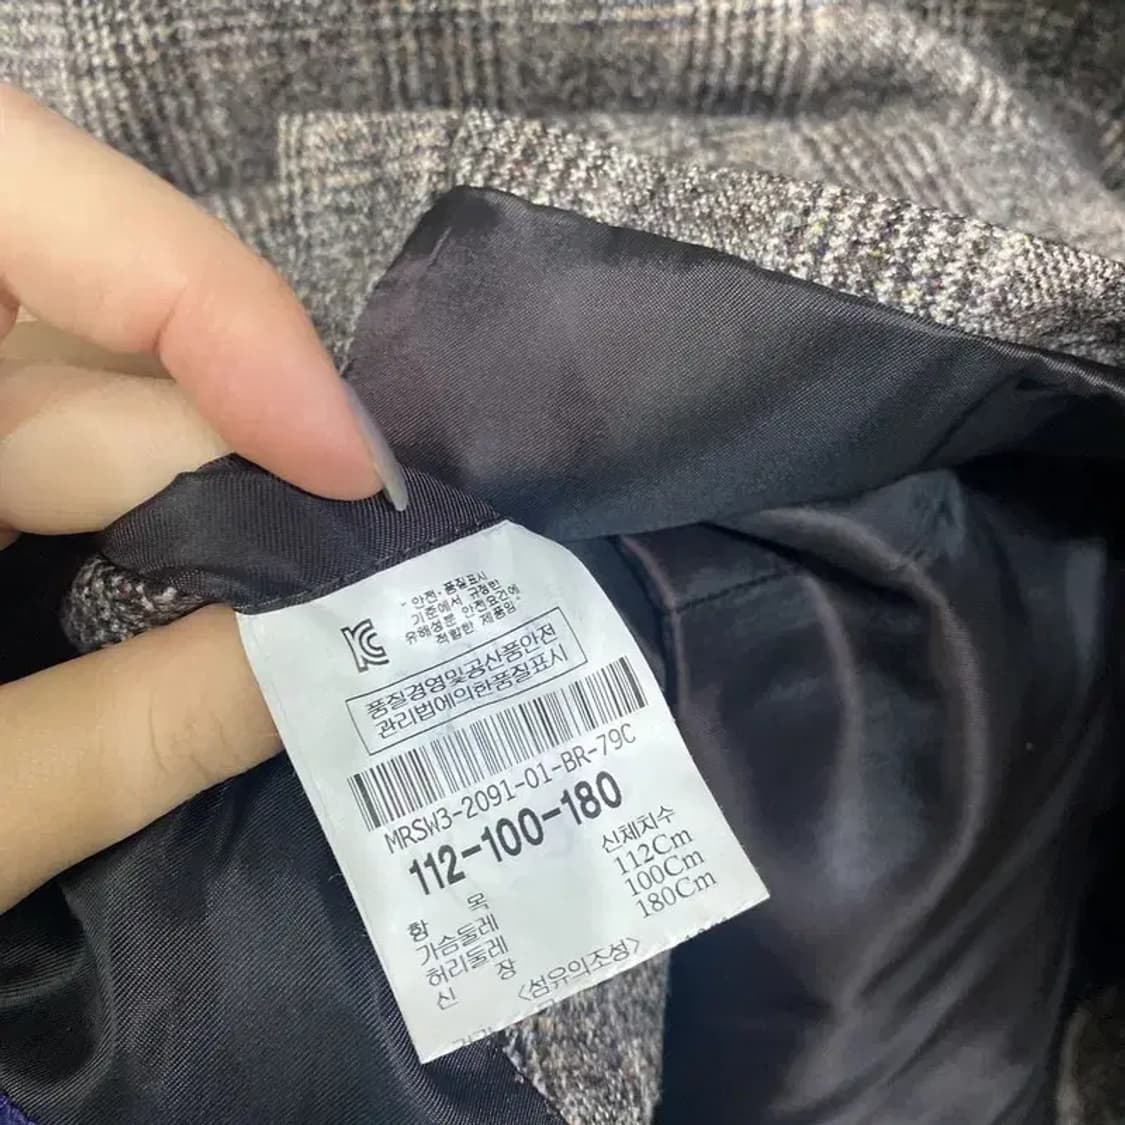 KC
- 안전·품질표시
기준에서 규정한
유해성분 안전요건에
적합한 제품임
품질경영및공산품안전
관리법에의한품질표시
MRSW3-2091-01-BR-79C
112-100-180
항 목 신체치수
가슴둘레 112Cm
허리둘레 100Cm
신 장 180Cm
<섬유의조성>